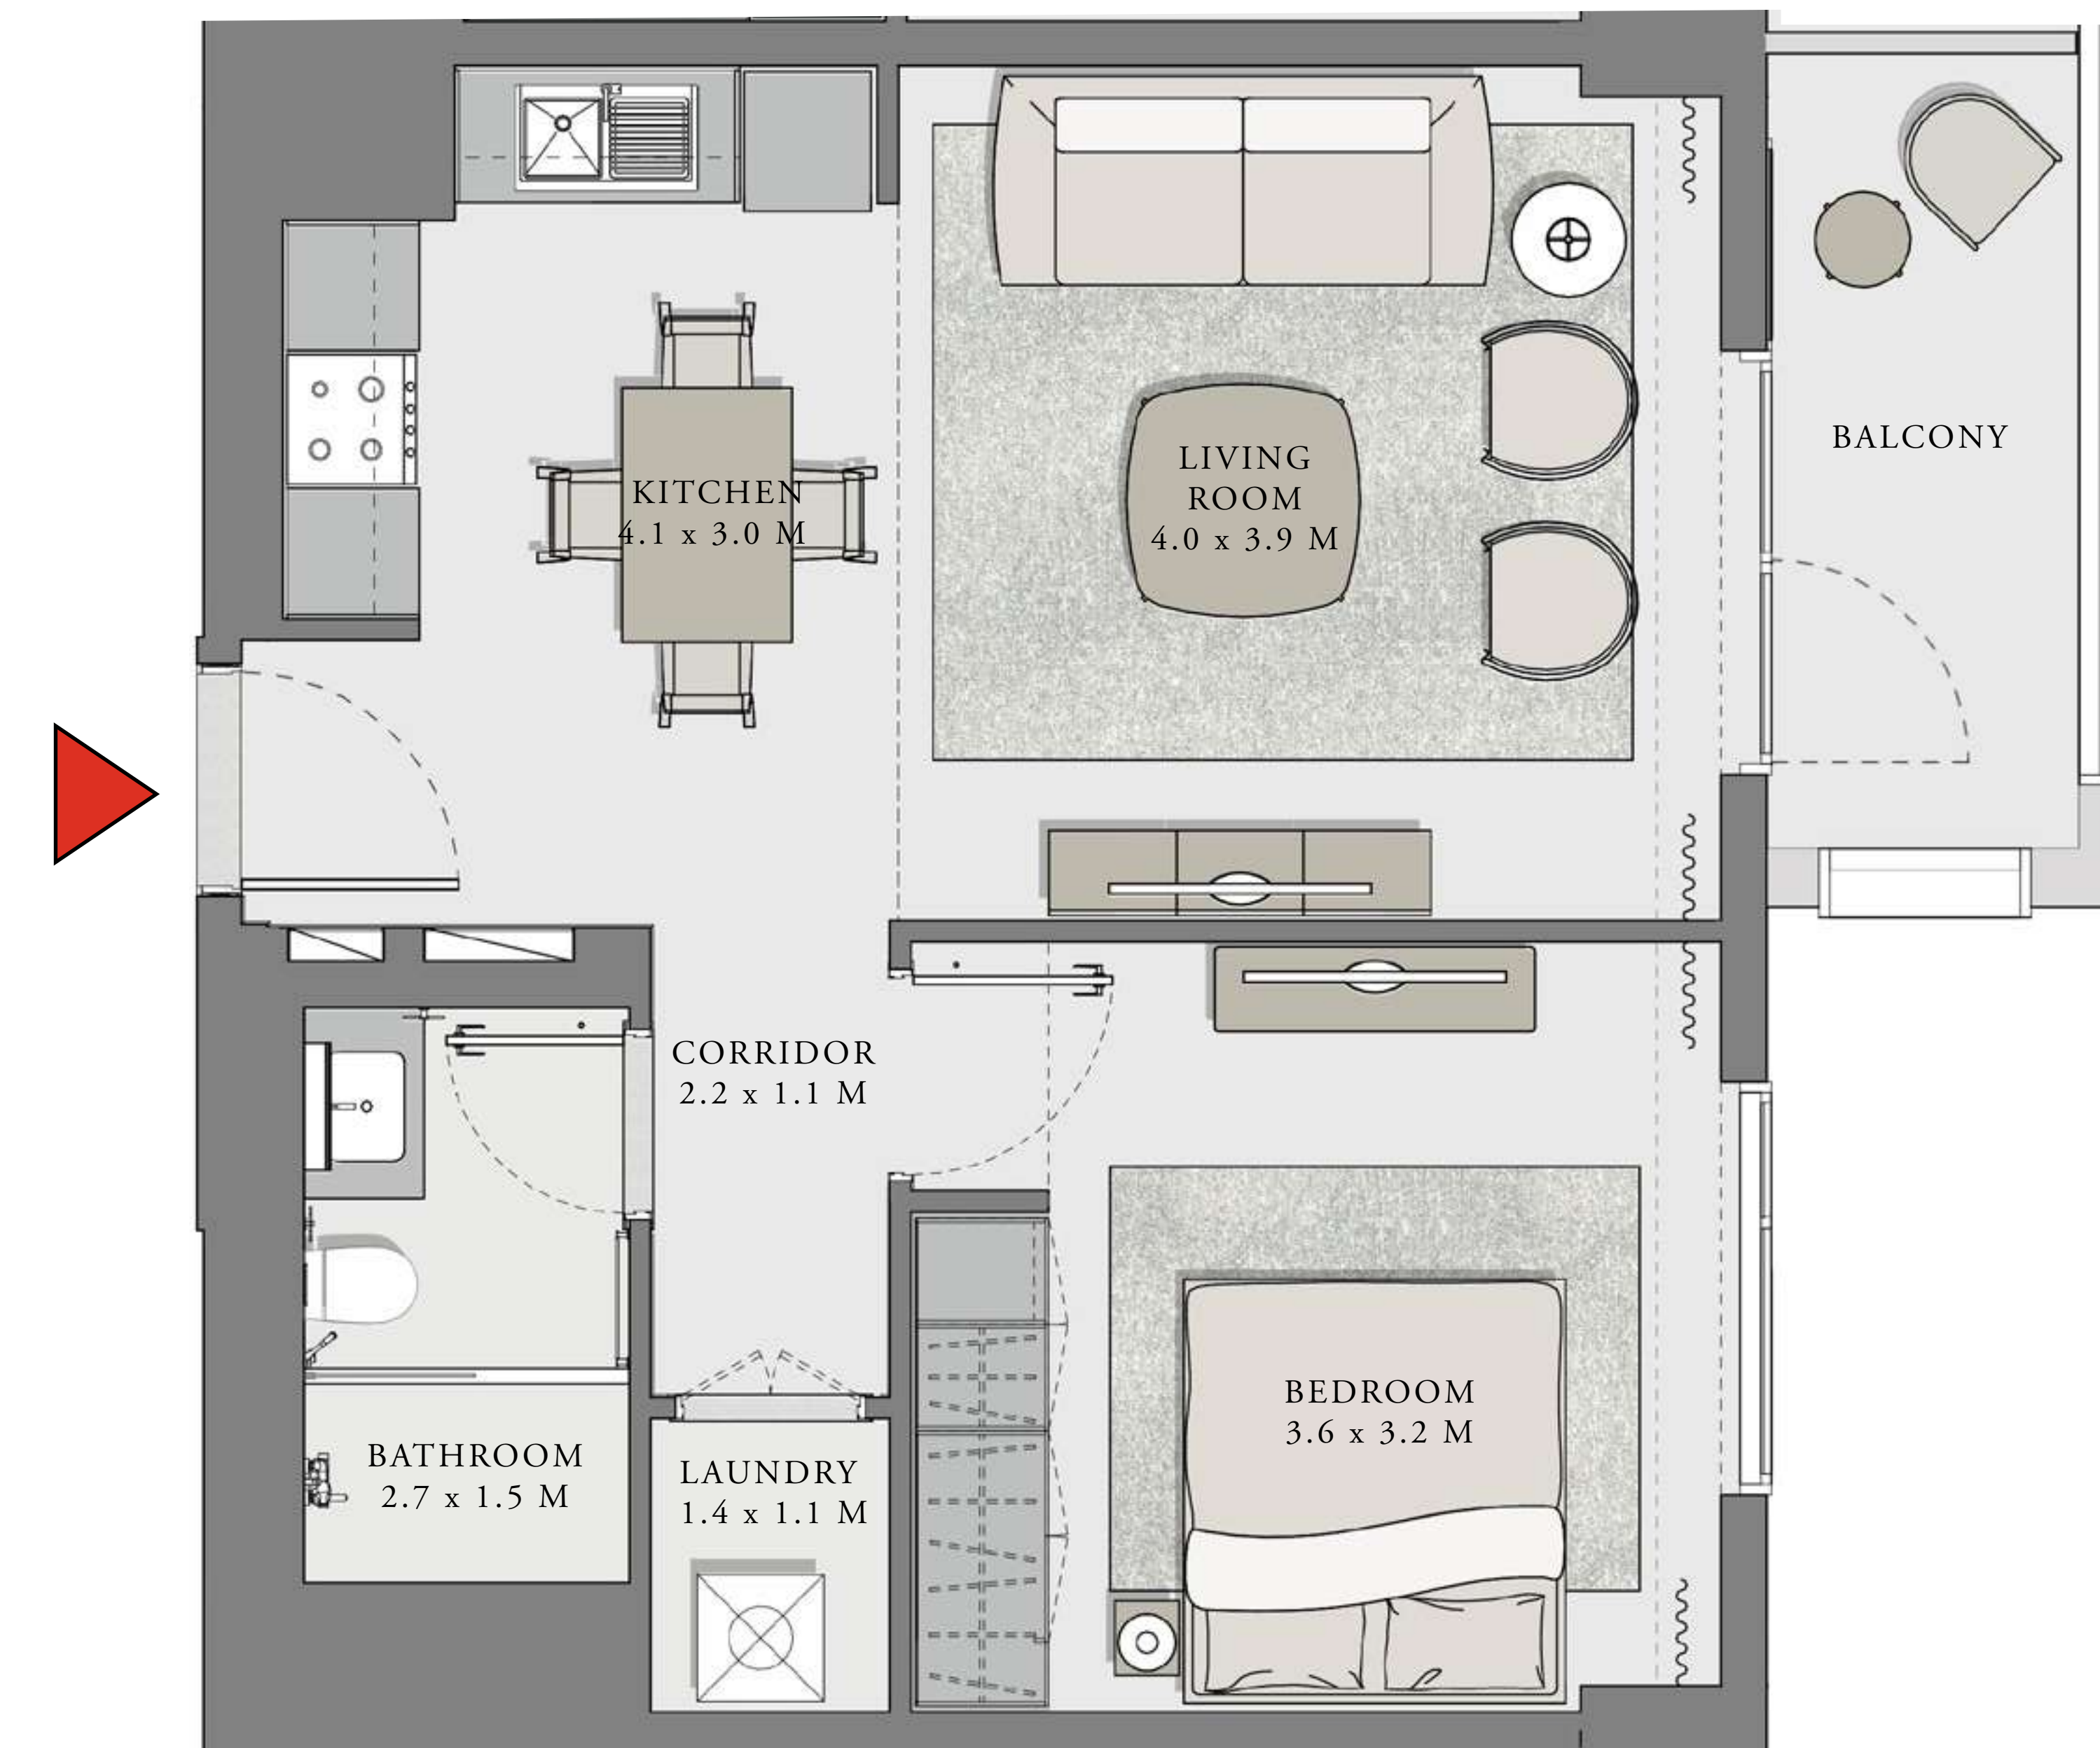 KITCHEN
4.1 x 3.0 M
LIVING
ROOM
4.0 x 3.9 M
BALCONY
CORRIDOR
2.2 x 1.1 M
BATHROOM
2.7 x 1.5 M
LAUNDRY
1.4 x 1.1 M
BEDROOM
3.6 x 3.2 M